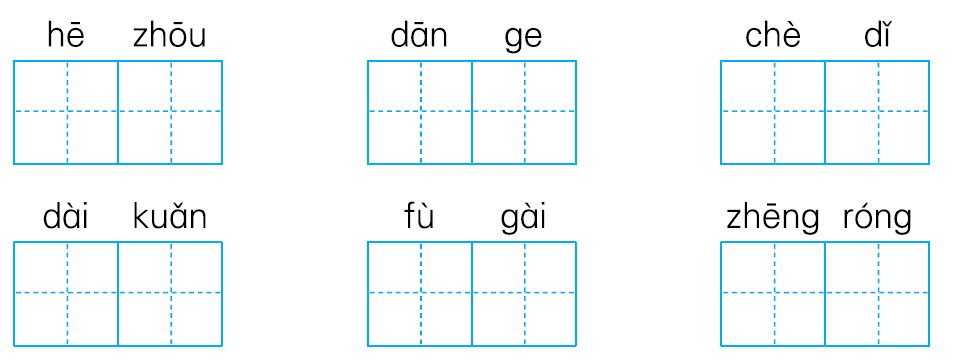 hē zhōu dān ge chè dǐ
dài kuǎn fù gài zhēng róng